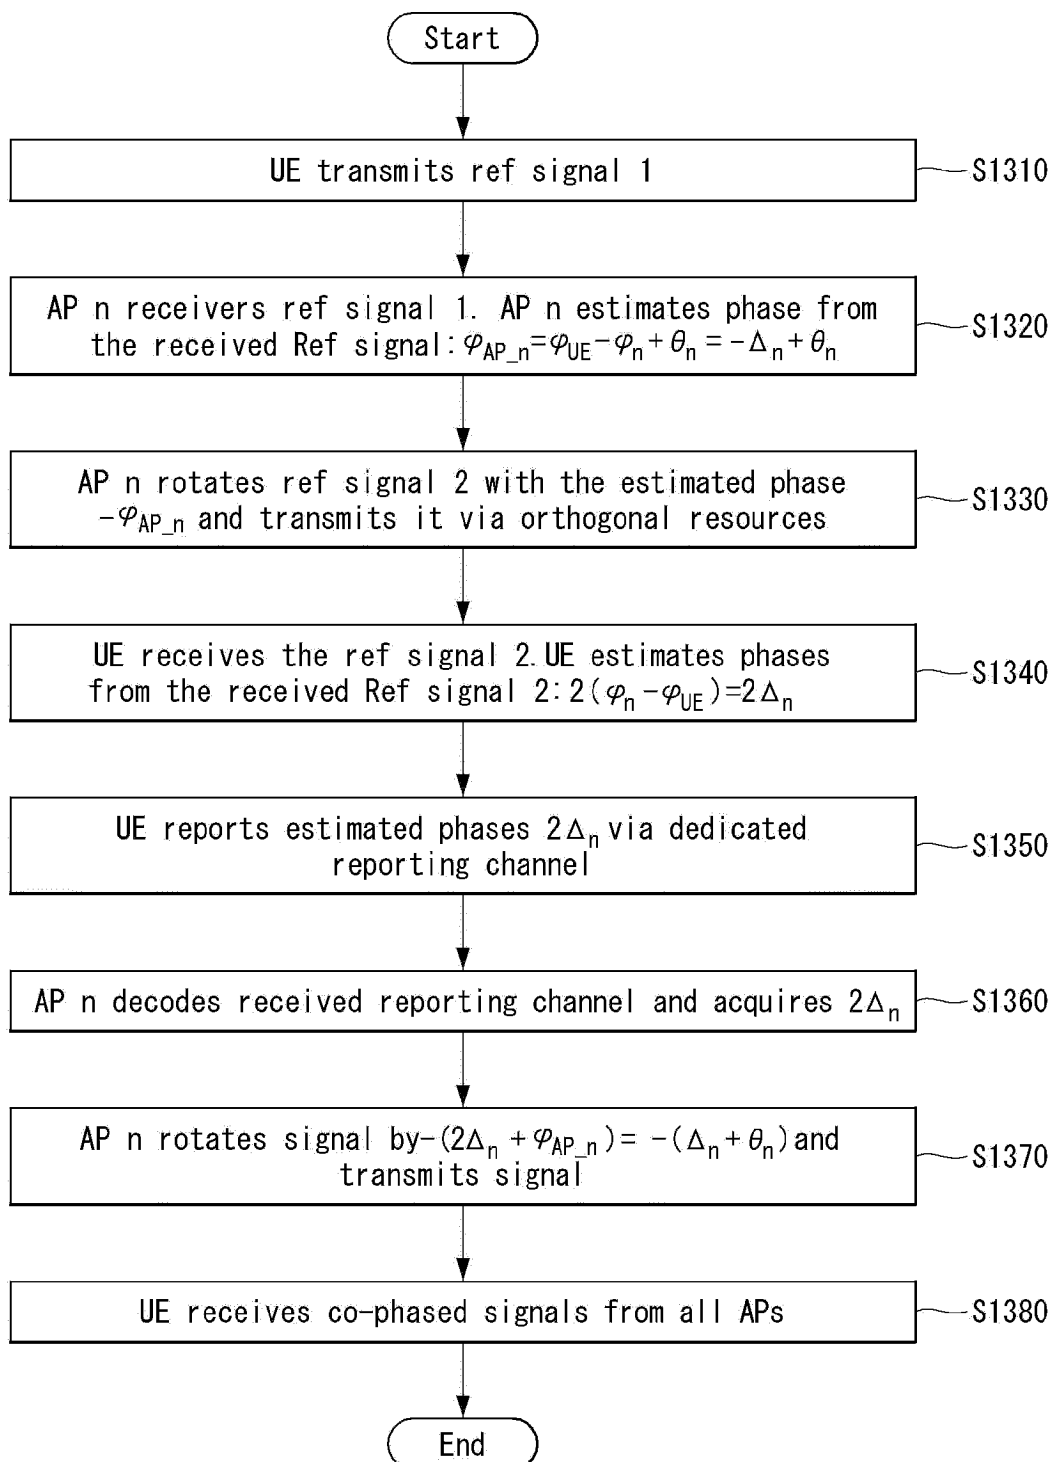 Start
UE transmits ref signal 1
S1310
AP n receivers ref signal 1. AP n estimates phase from
the received Ref signal: φAP_n=φUE-φn+θn=-Δn+θn
S1320
AP n rotates ref signal 2 with the estimated phase
-φAP_n and transmits it via orthogonal resources
S1330
UE receives the ref signal 2. UE estimates phases
from the received Ref signal 2: 2(φn-φUE)=2Δn
S1340
UE reports estimated phases 2Δn via dedicated
reporting channel
S1350
AP n decodes received reporting channel and acquires 2Δn
S1360
AP n rotates signal by-(2Δn+φAP_n)= -(Δn+θn) and
transmits signal
S1370
UE receives co-phased signals from all APs
S1380
End